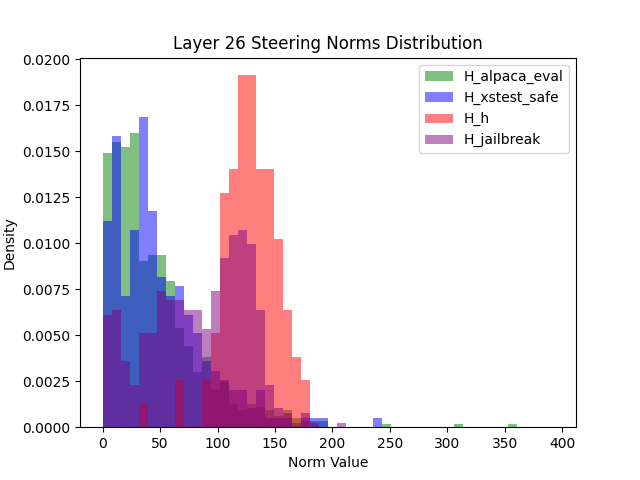 Layer 26 Steering Norms Distribution
0.0200
0.0175
0.0150
0.0125
0.0100
0.0075
0.0050
0.0025
0.0000
Density
H_alpaca_eval
H_xstest_safe
H_h
H_jailbreak
0 50 100 150 200 250 300 350 400
Norm Value